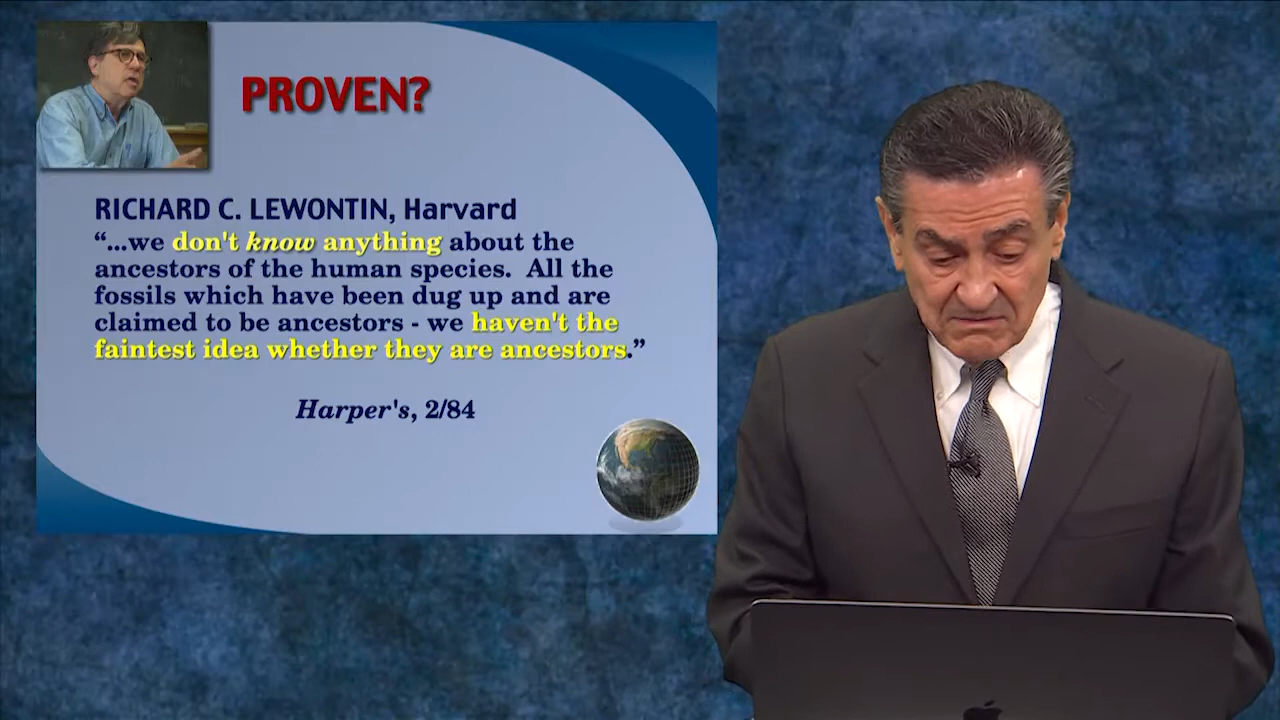 PROVEN?
RICHARD C. LEWONTIN, Harvard
“...we don't know anything about the
ancestors of the human species. All the
fossils which have been dug up and are
claimed to be ancestors - we haven't the
faintest idea whether they are ancestors.”
Harper's, 2/84